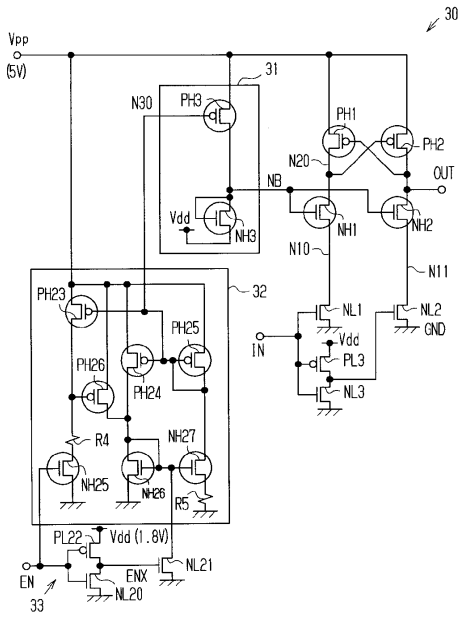 30
Vpp
(5V)
31
N30
PH3
PH1
PH2
N20
NB
OUT
Vdd
NH3
NH1
NH2
N10
N11
32
PH23
PH25
NL1
NL2
GND
IN
Vdd
PL3
PH26
PH24
NL3
R4
NH27
NH25
NH26
R5
PL22
Vdd (1.8V)
NL21
EN
ENX
NL20
33